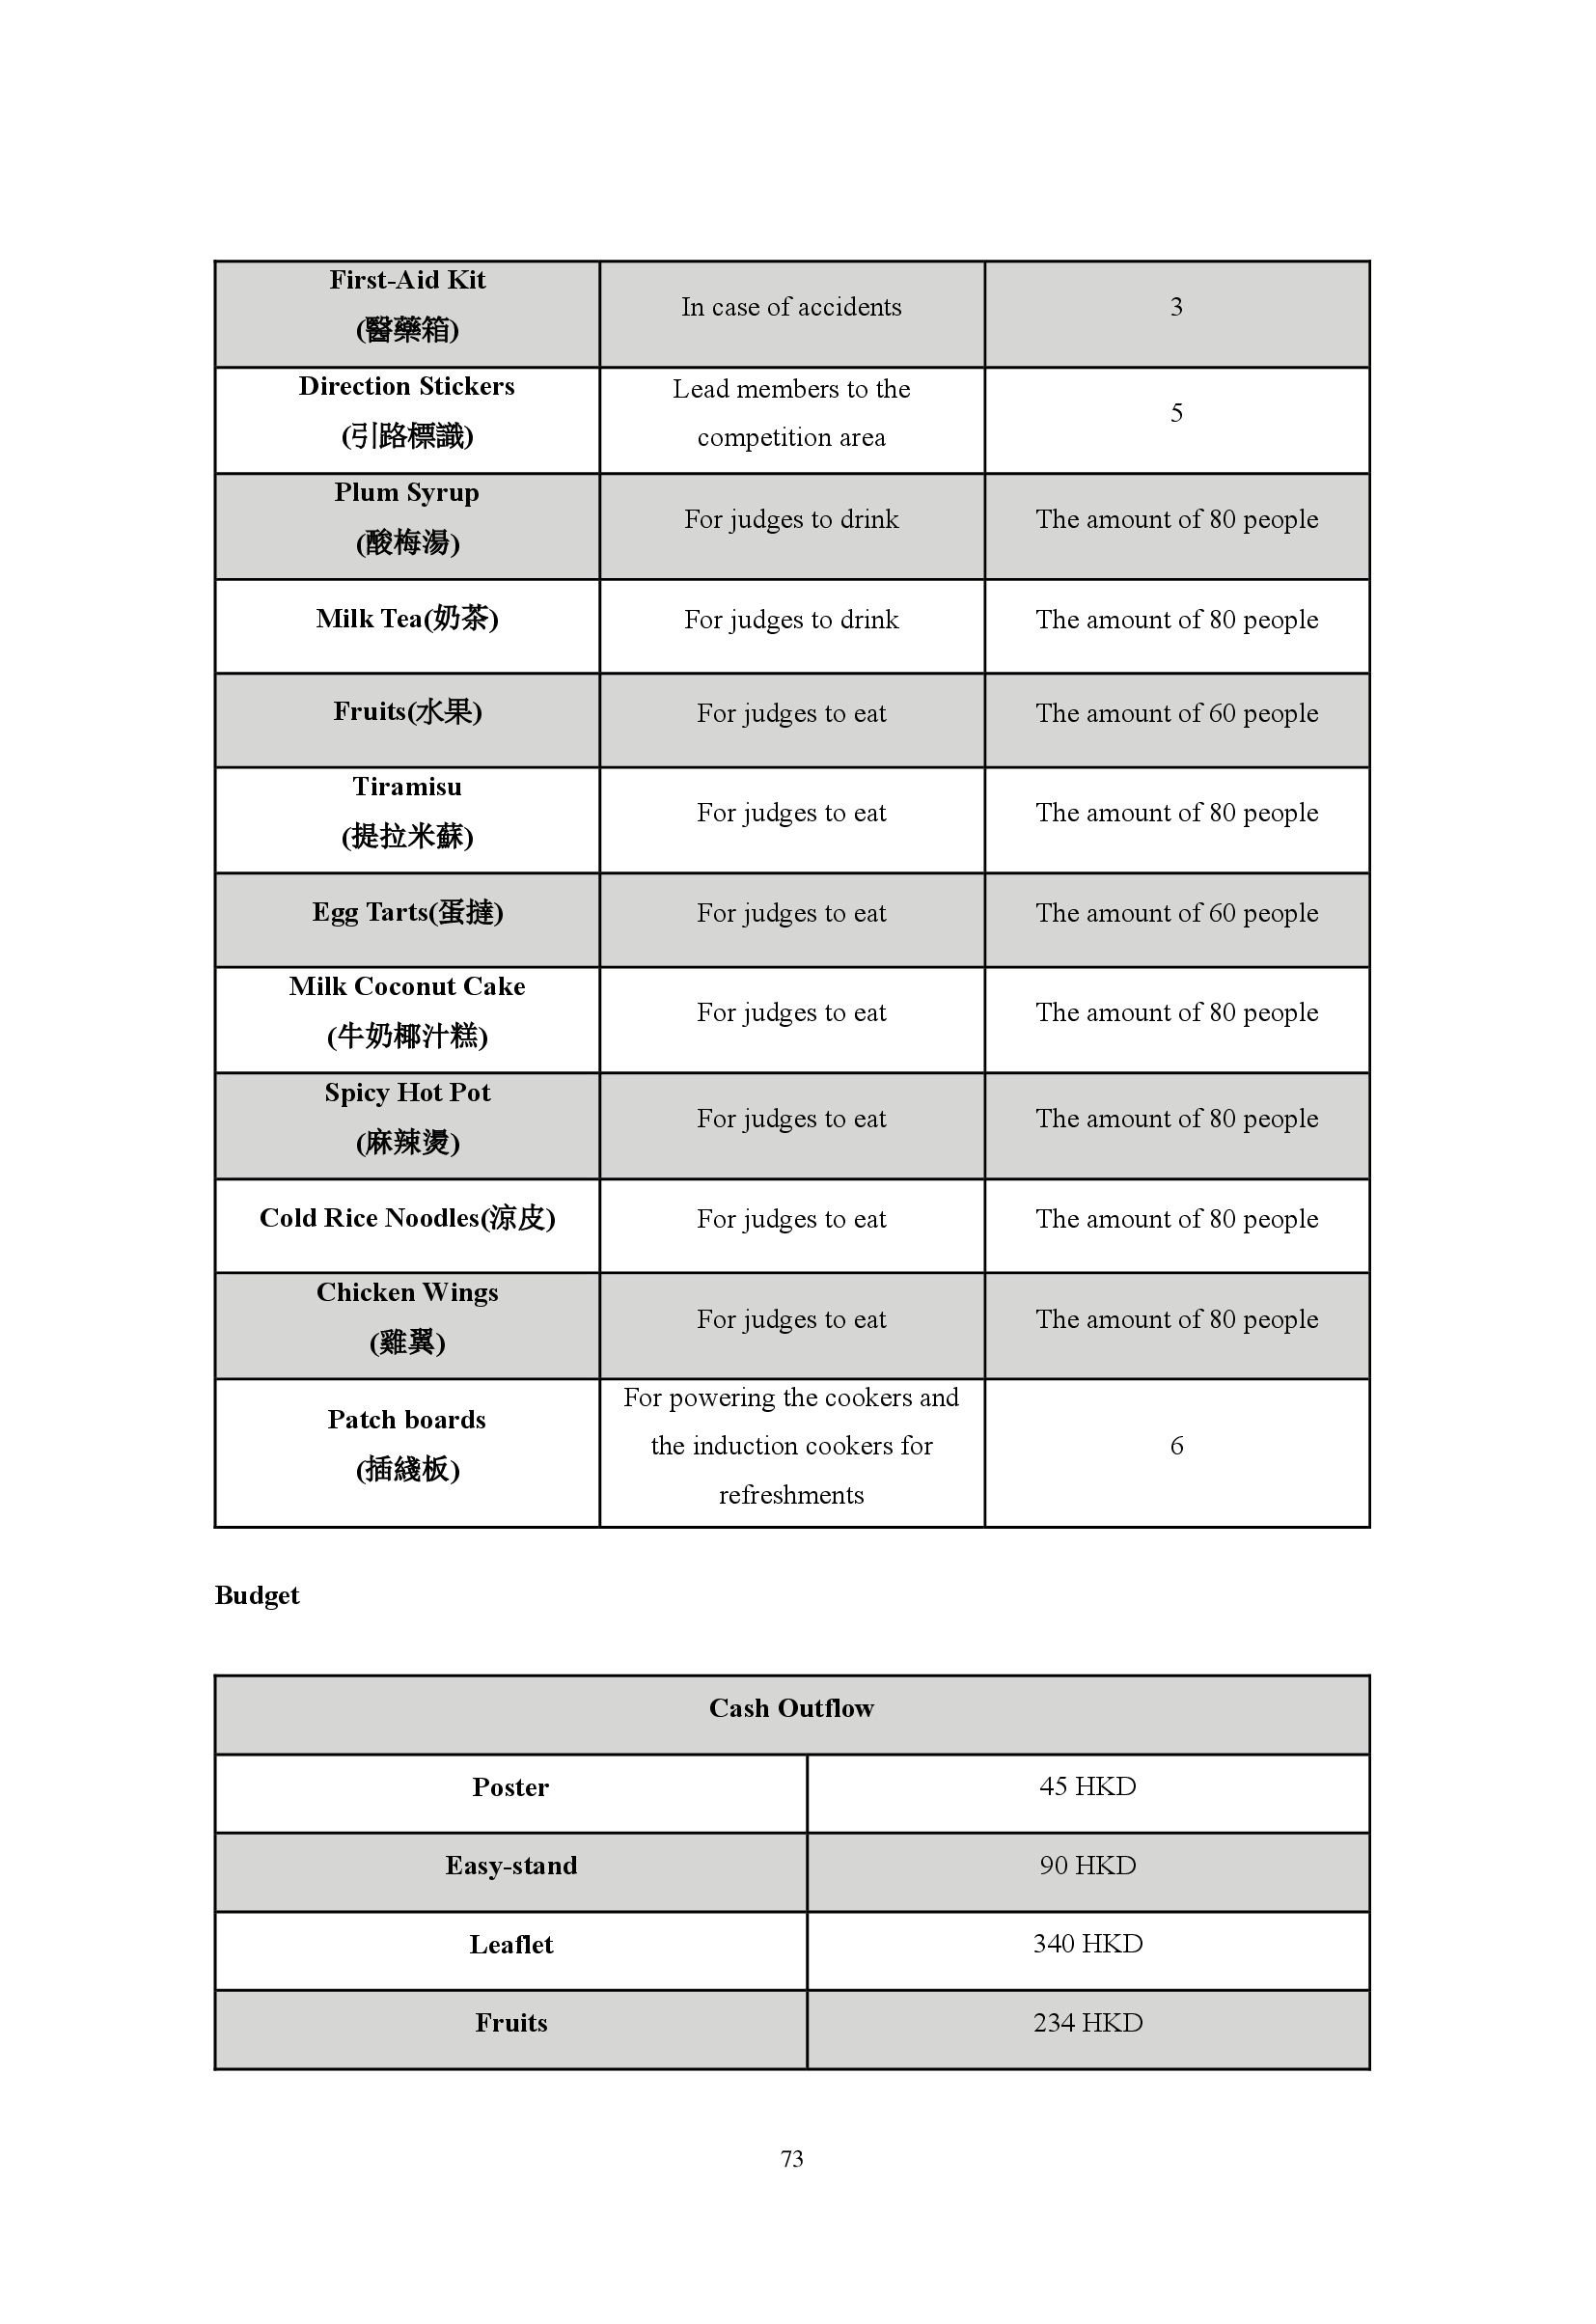 First-Aid Kit
(醫藥箱)
In case of accidents
3
Direction Stickers
(引路標識)
Lead members to the
competition area
5
Plum Syrup
(酸梅湯)
For judges to drink
The amount of 80 people
Milk Tea(奶茶)
For judges to drink
The amount of 80 people
Fruits(水果)
For judges to eat
The amount of 60 people
Tiramisu
(提拉米蘇)
For judges to eat
The amount of 80 people
Egg Tarts(蛋撻)
For judges to eat
The amount of 60 people
Milk Coconut Cake
(牛奶椰汁糕)
For judges to eat
The amount of 80 people
Spicy Hot Pot
(麻辣燙)
For judges to eat
The amount of 80 people
Cold Rice Noodles(涼皮)
For judges to eat
The amount of 80 people
Chicken Wings
(雞翼)
For judges to eat
The amount of 80 people
Patch boards
(插綫板)
For powering the cookers and
the induction cookers for
refreshments
6
Budget
Cash Outflow
Poster
45 HKD
Easy-stand
90 HKD
Leaflet
340 HKD
Fruits
234 HKD
73